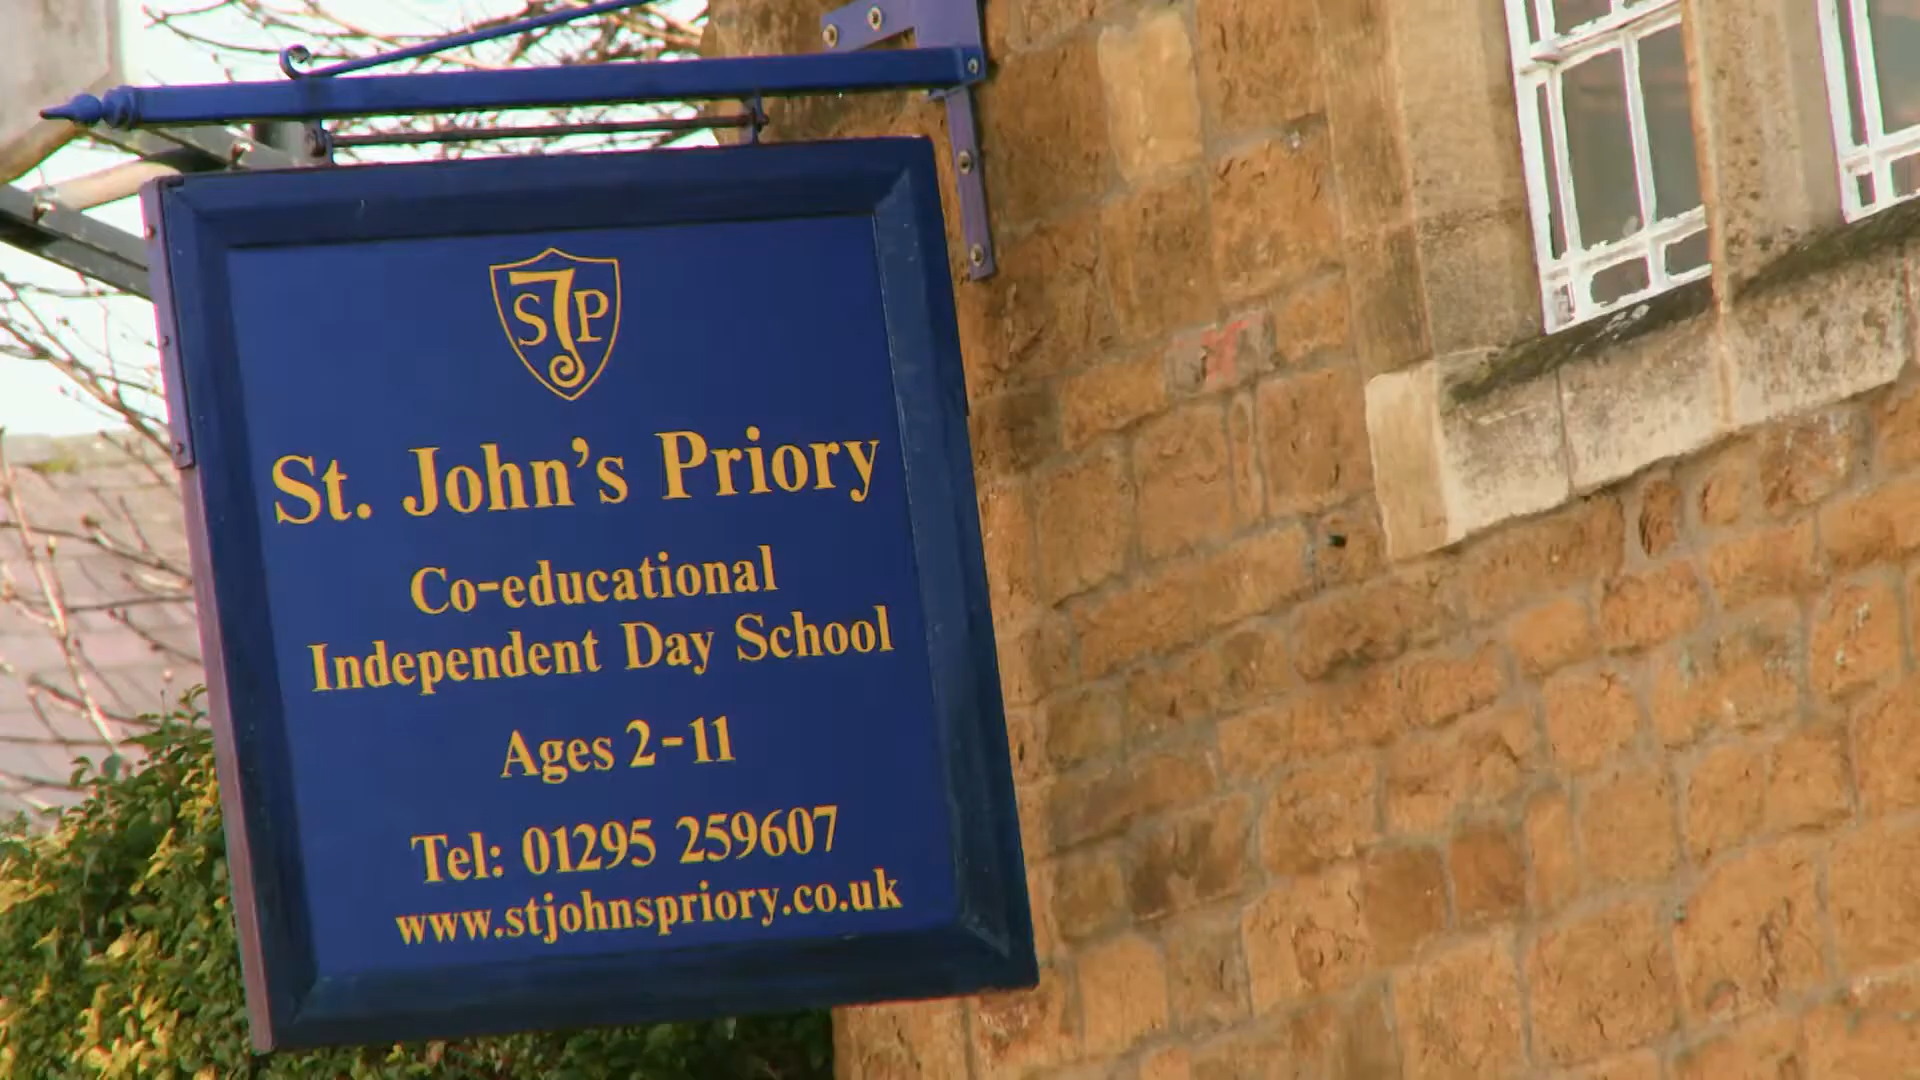 SJP
St. John's Priory
Co-educational
Independent Day School
Ages 2-11
Tel: 01295 259607
www.stjohnspriory.co.uk